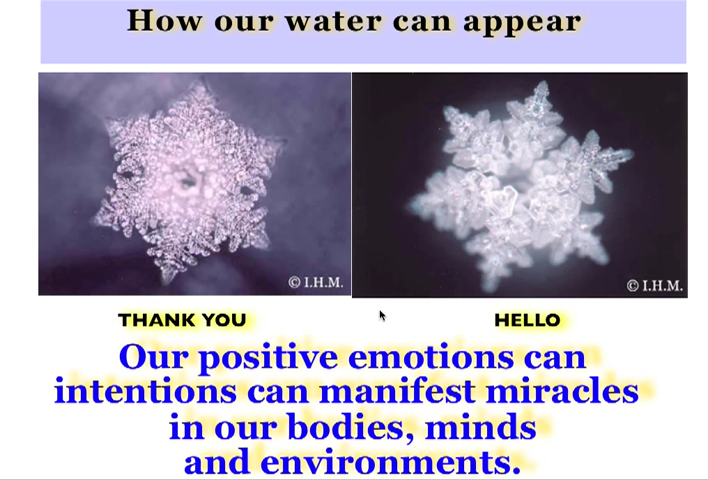 How our water can appear
© I.H.M.
© I.H.M.
THANK YOU
HELLO
Our positive emotions can
intentions can manifest miracles
in our bodies, minds
and environments.